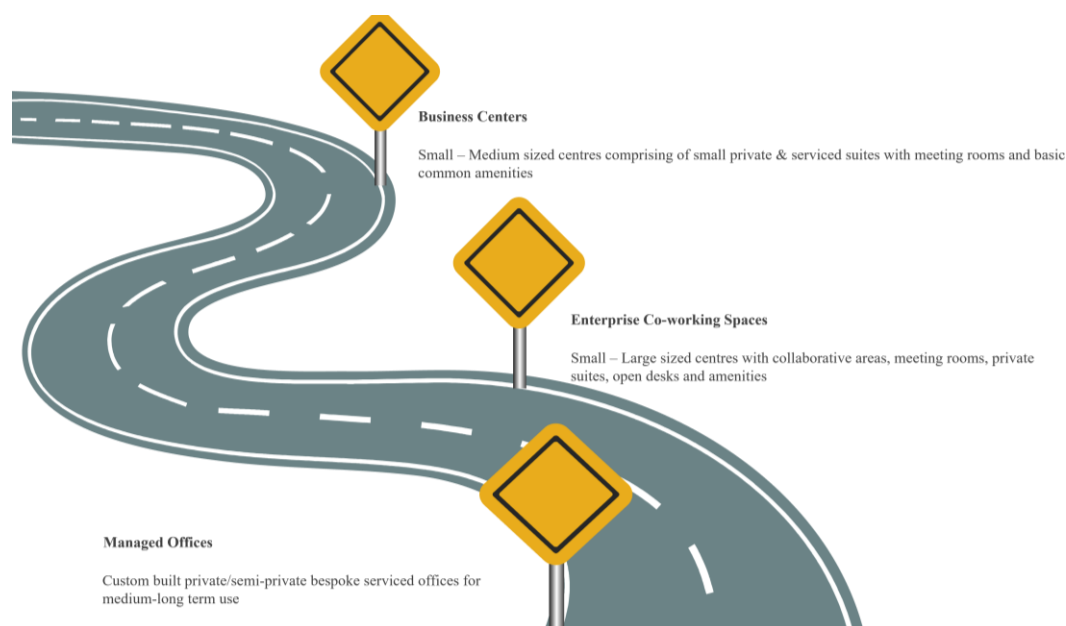 Business Centers
Small – Medium sized centres comprising of small private & serviced suites with meeting rooms and basic
common amenities
Enterprise Co-working Spaces
Small – Large sized centres with collaborative areas, meeting rooms, private
suites, open desks and amenities
Managed Offices
Custom built private/semi-private bespoke serviced offices for
medium-long term use